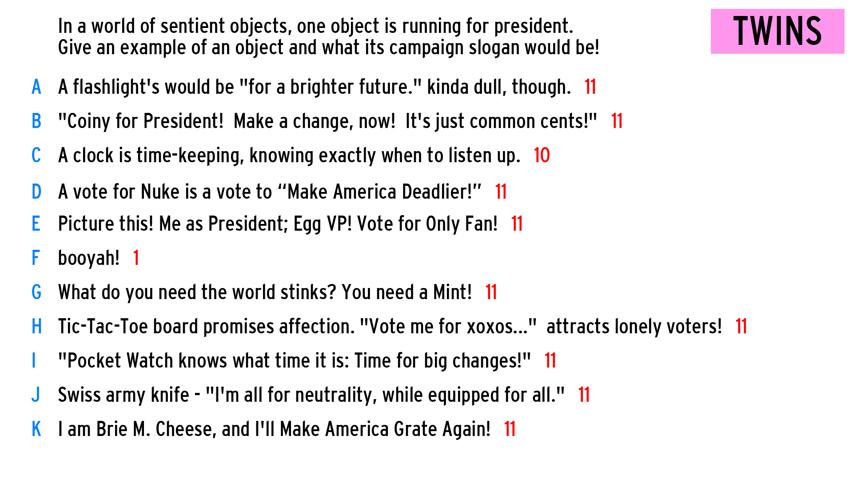 In a world of sentient objects, one object is running for president.
Give an example of an object and what its campaign slogan would be!
TWINS
A A flashlight's would be "for a brighter future." kinda dull, though. 11
B "Coiny for President! Make a change, now! It's just common cents!" 11
C A clock is time-keeping, knowing exactly when to listen up. 10
D A vote for Nuke is a vote to “Make America Deadlier!” 11
E Picture this! Me as President; Egg VP! Vote for Only Fan! 11
F booyah! 1
G What do you need the world stinks? You need a Mint! 11
H Tic-Tac-Toe board promises affection. "Vote me for xoxos..." attracts lonely voters! 11
I "Pocket Watch knows what time it is: Time for big changes!" 11
J Swiss army knife - "I'm all for neutrality, while equipped for all." 11
K I am Brie M. Cheese, and I'll Make America Grate Again! 11